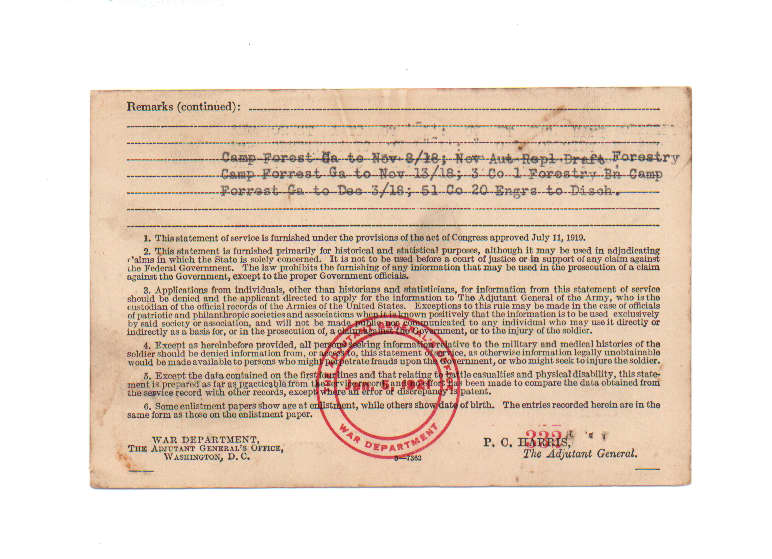 Remarks (continued):
Camp Forest Ga to Nov 8/18; Nov Aut Repl Draft Forestry
Camp Forrest Ga to Nov 13/18; 3 Co 1 Forestry Bn Camp
Forrest Ga to Dec 3/18; 51 Co 20 Engrs to Disch.
1. This statement of service is furnished under the provisions of the act of Congress approved July 11, 1919.
2. This statement is furnished primarily for historical and statistical purposes, although it may be used in adjudicating
claims in which the State is solely concerned. It is not to be used before a court of justice or in support of any claim against
the Federal Government. The law prohibits the furnishing of any information that may be used in the prosecution of a claim
against the Government, except to the proper Government officials.
3. Applications from individuals, other than historians and statisticians, for information from this statement of service
should be denied and the applicant directed to apply for the information to The Adjutant General of the Army, who is the
custodian of the official records of the Armies of the United States. Exceptions to this rule may be made in the case of officials
of patriotic and philanthropic societies and associations when it is known positively that the information is to be used exclusively
by said society or association, and will not be made public or communicated to any individual who may use it directly or
indirectly as a basis for, or in the prosecution of, a claim against the Government, or to the injury of the soldier.
4. Except as hereinbefore provided, all persons seeking information relative to the military and medical histories of the
soldier should be denied information from, or access to, this statement of service, as otherwise information legally unobtainable
would be made available to persons who might perpetrate frauds upon the Government, or who might seek to injure the soldier.
5. Except the data contained on the first lines and that relating to battle casualties and physical disability, this state-
ment is prepared as far as practicable from the service record. No effort has been made to compare the data obtained from
the service record with other records, except where an error or discrepancy is patent.
6. Some enlistment papers show age at enlistment, while others show date of birth. The entries recorded herein are in the
same form as those on the enlistment paper.
Jan. 5-1921
WAR DEPARTMENT
WAR DEPARTMENT,
THE ADJUTANT GENERAL'S OFFICE,
WASHINGTON, D. C.
3—7363
P. C. HARRIS,
The Adjutant General.